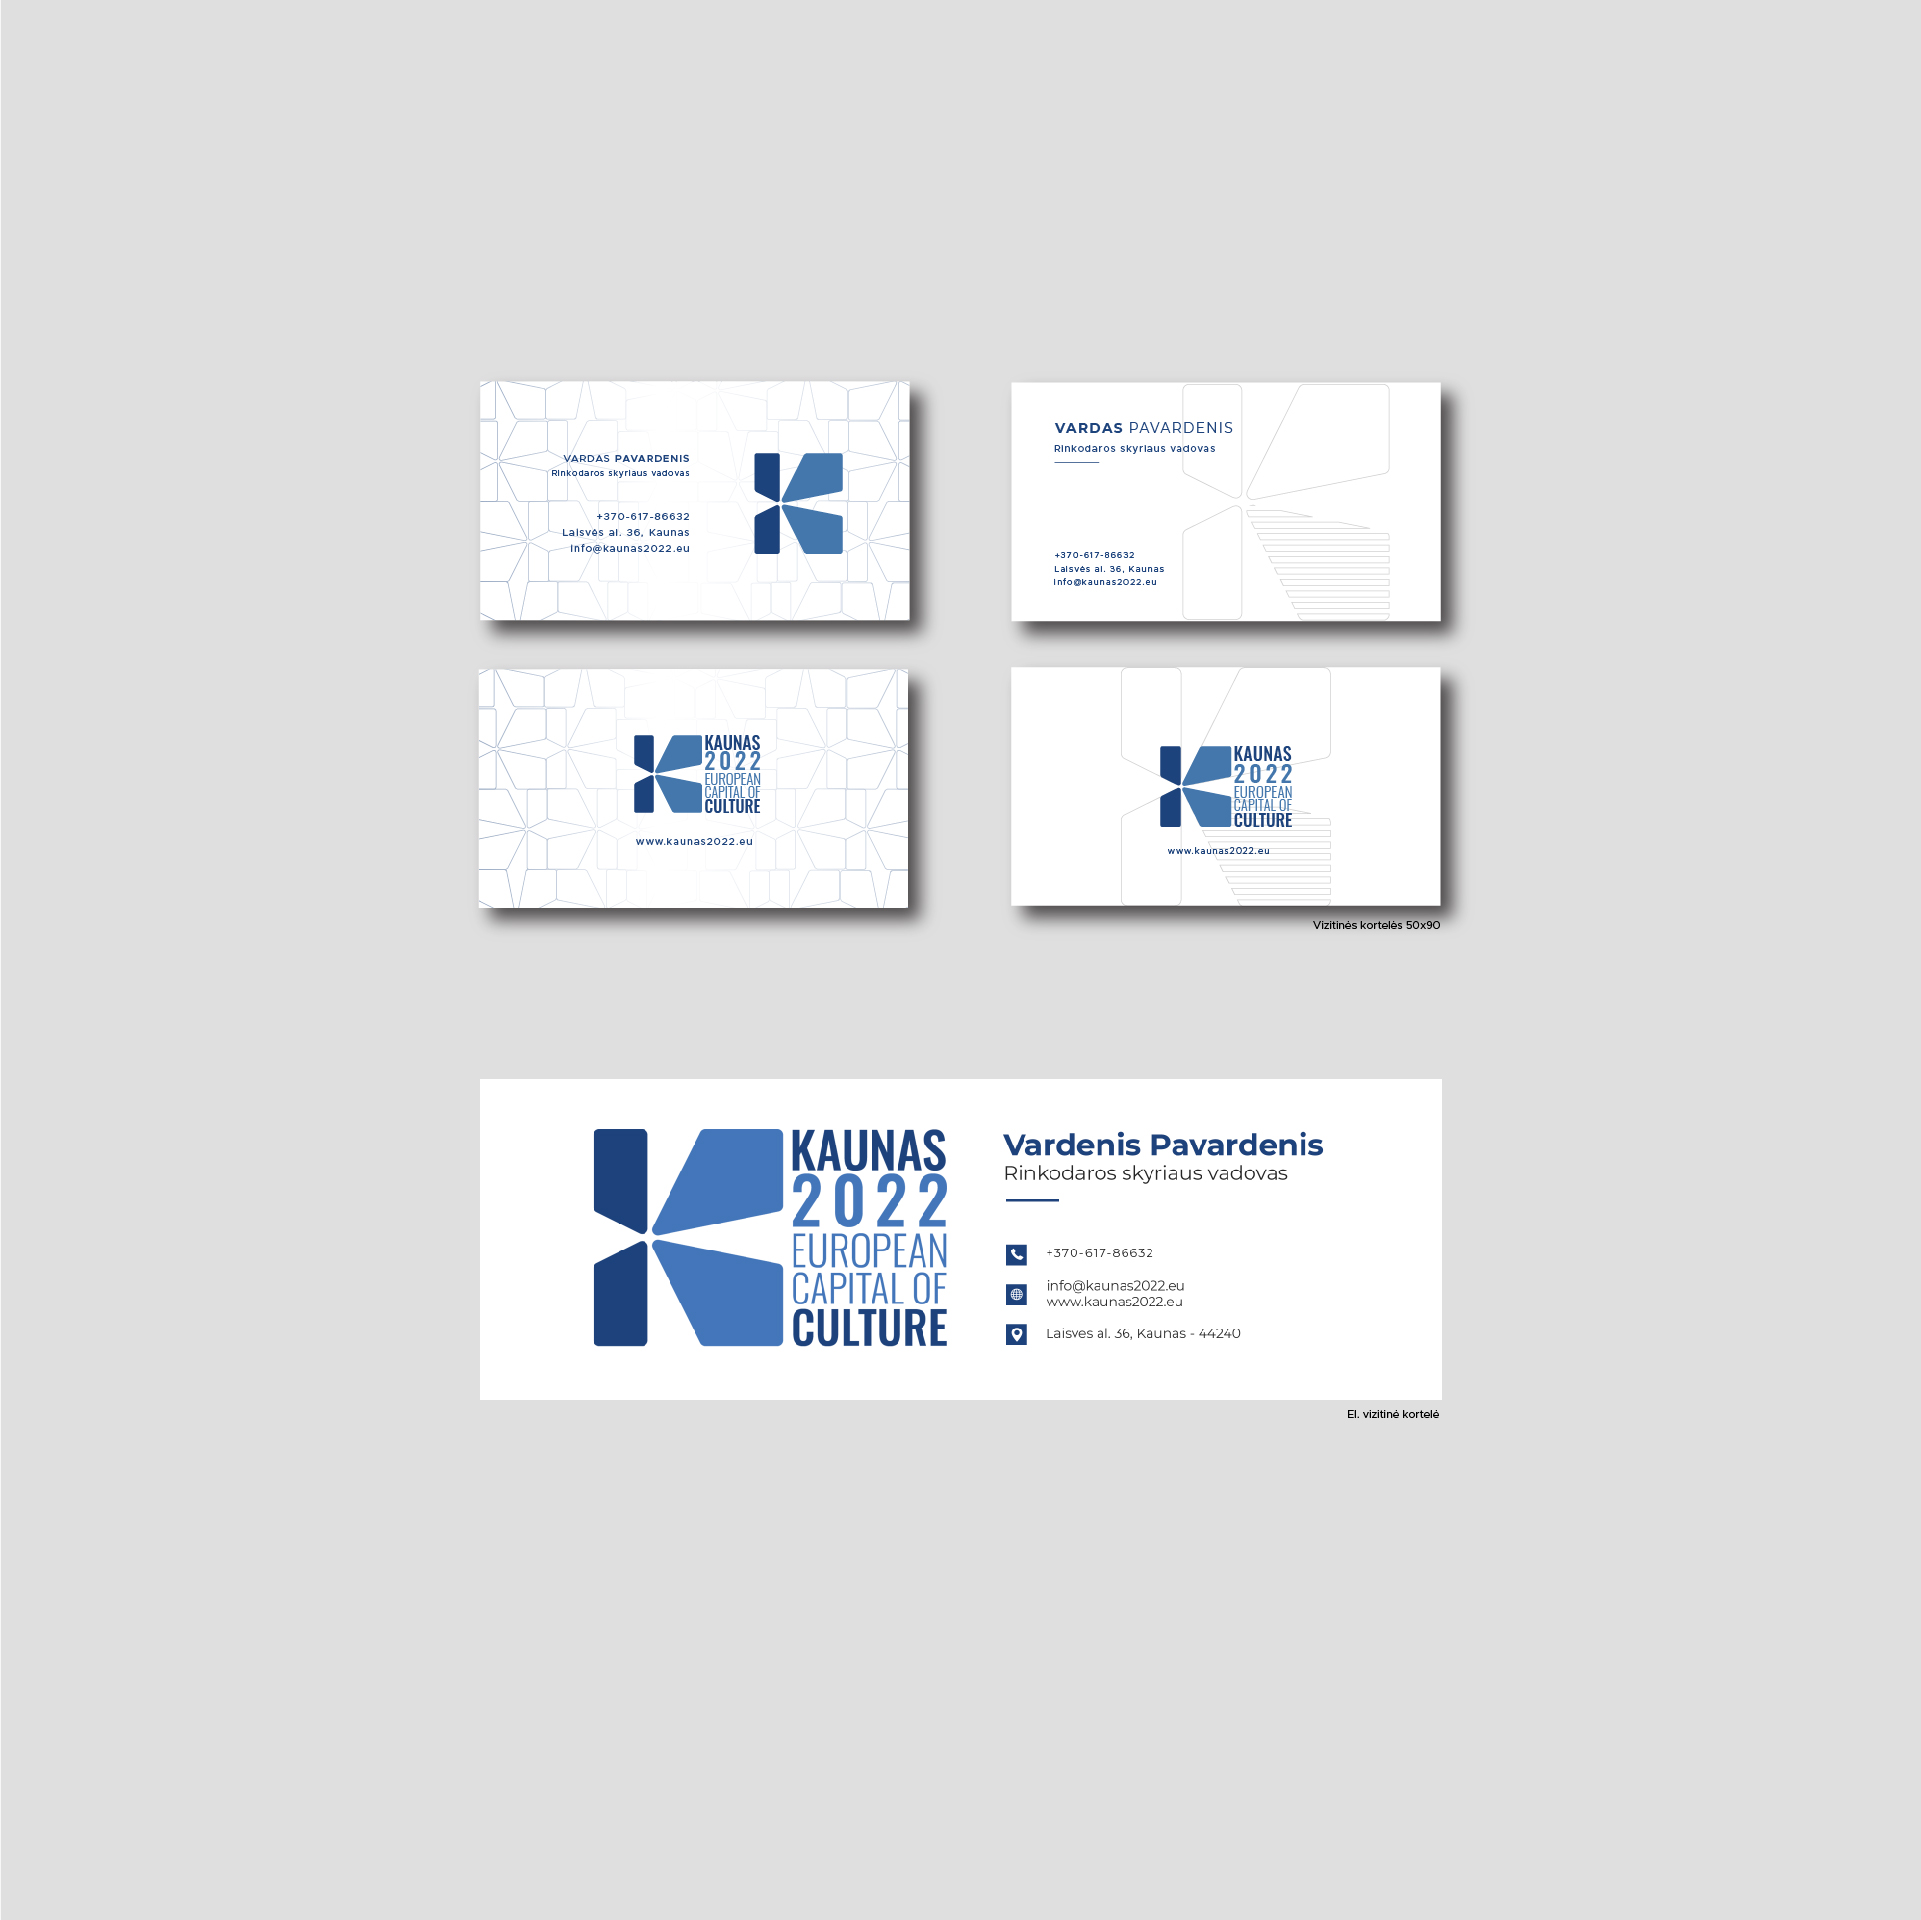 VARDAS PAVARDENIS
Rinkodaros skyriaus vadovas
+370-617-86632
Laisvės al. 36, Kaunas
info@kaunas2022.eu
VARDAS PAVARDENIS
Rinkodaros skyriaus vadovas
+370-617-86632
Laisvės al. 36, Kaunas
info@kaunas2022.eu
KAUNAS
2022
EUROPEAN
CAPITAL OF
CULTURE
www.kaunas2022.eu
KAUNAS
2022
EUROPEAN
CAPITAL OF
CULTURE
www.kaunas2022.eu
Vizitinės kortelės 50x90
KAUNAS
2022
EUROPEAN
CAPITAL OF
CULTURE
Vardenis Pavardenis
Rinkodaros skyriaus vadovas
+370-617-86632
info@kaunas2022.eu
www.kaunas2022.eu
Laisves al. 36, Kaunas - 44240
El. vizitinė kortelė